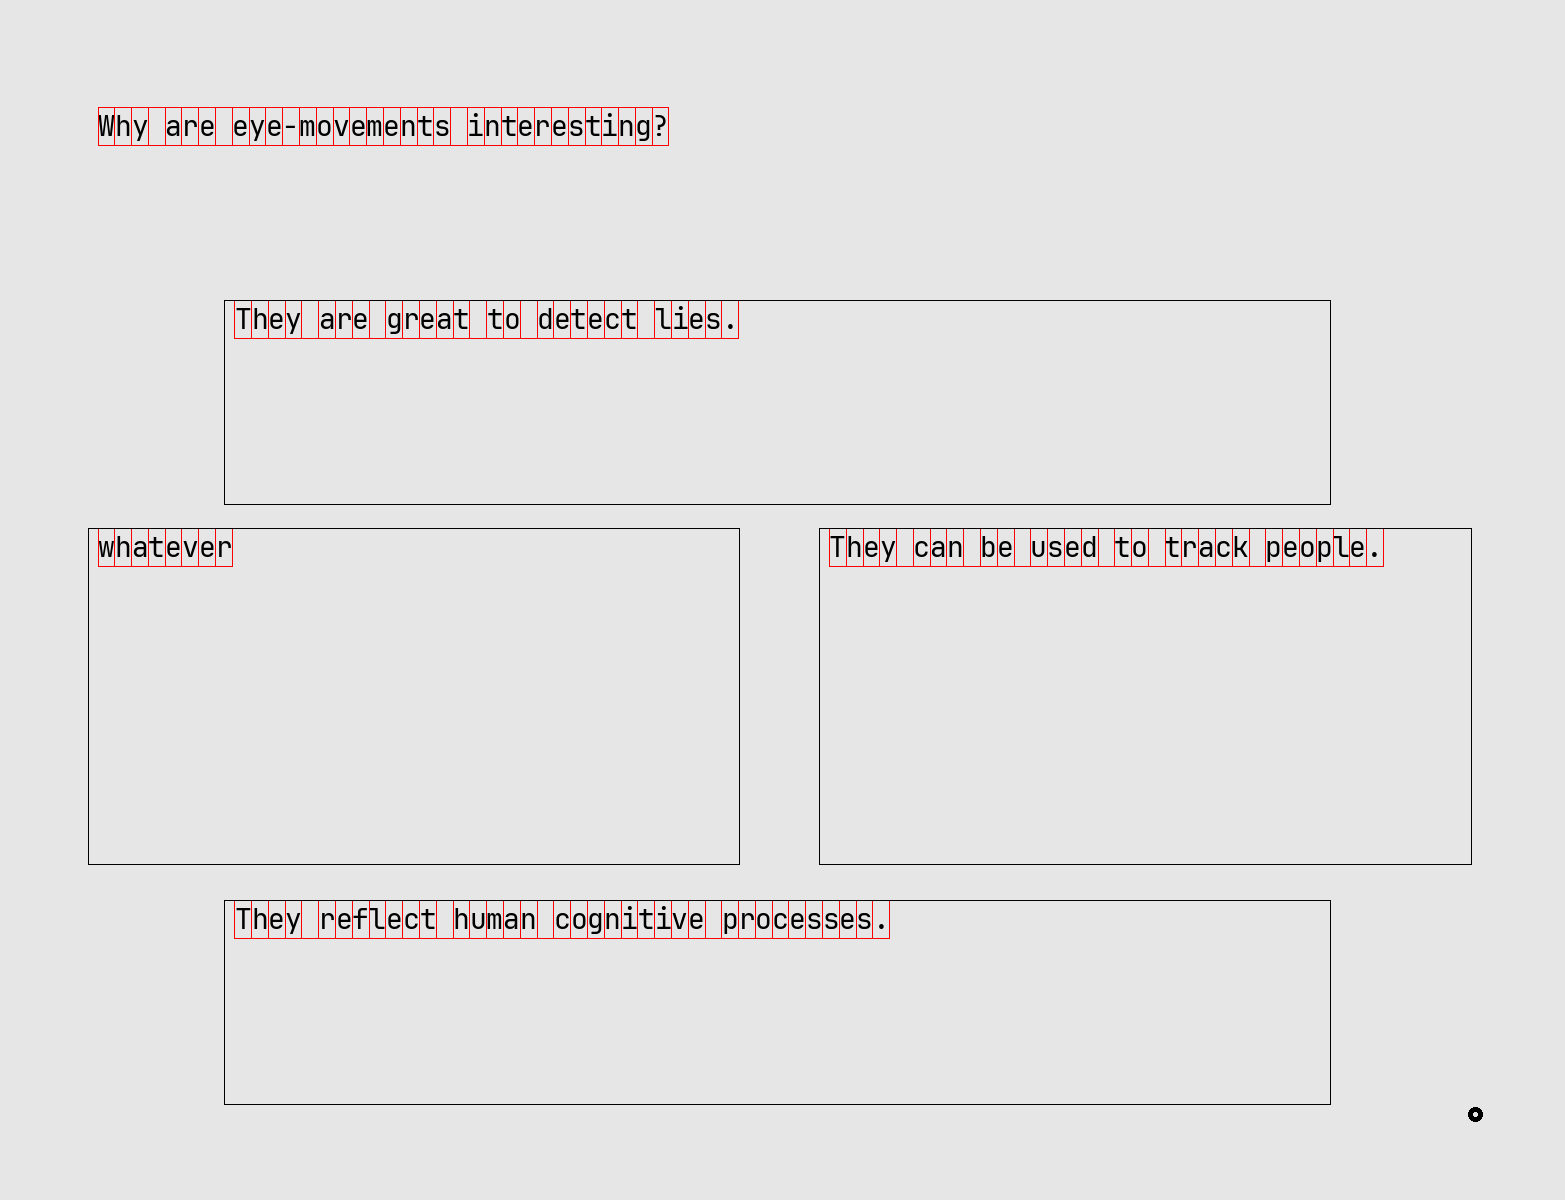 Why are eye-movements interesting?
They are great to detect lies.
whatever
They can be used to track people.
They reflect human cognitive processes.